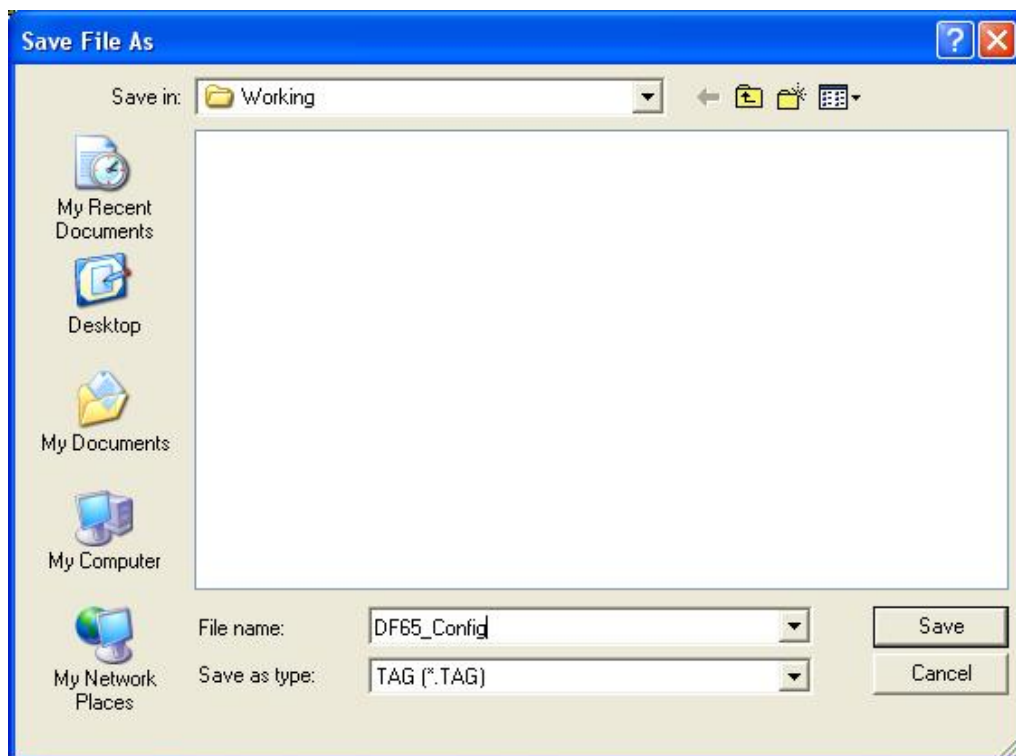 Save File As
Save in:
Working
My Recent
Documents
Desktop
My Documents
My Computer
My Network
Places
File name:
DF65_Config
Save
Save as type:
TAG (*.TAG)
Cancel